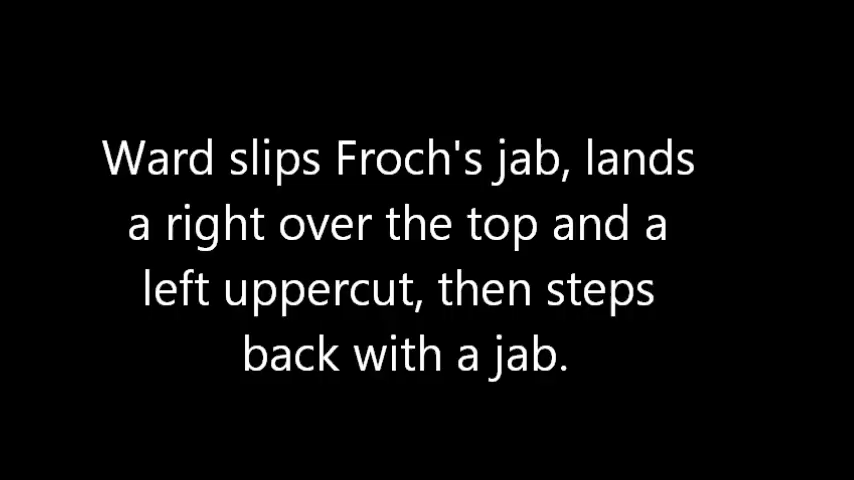 Ward slips Froch's jab, lands
a right over the top and a
left uppercut, then steps
back with a jab.